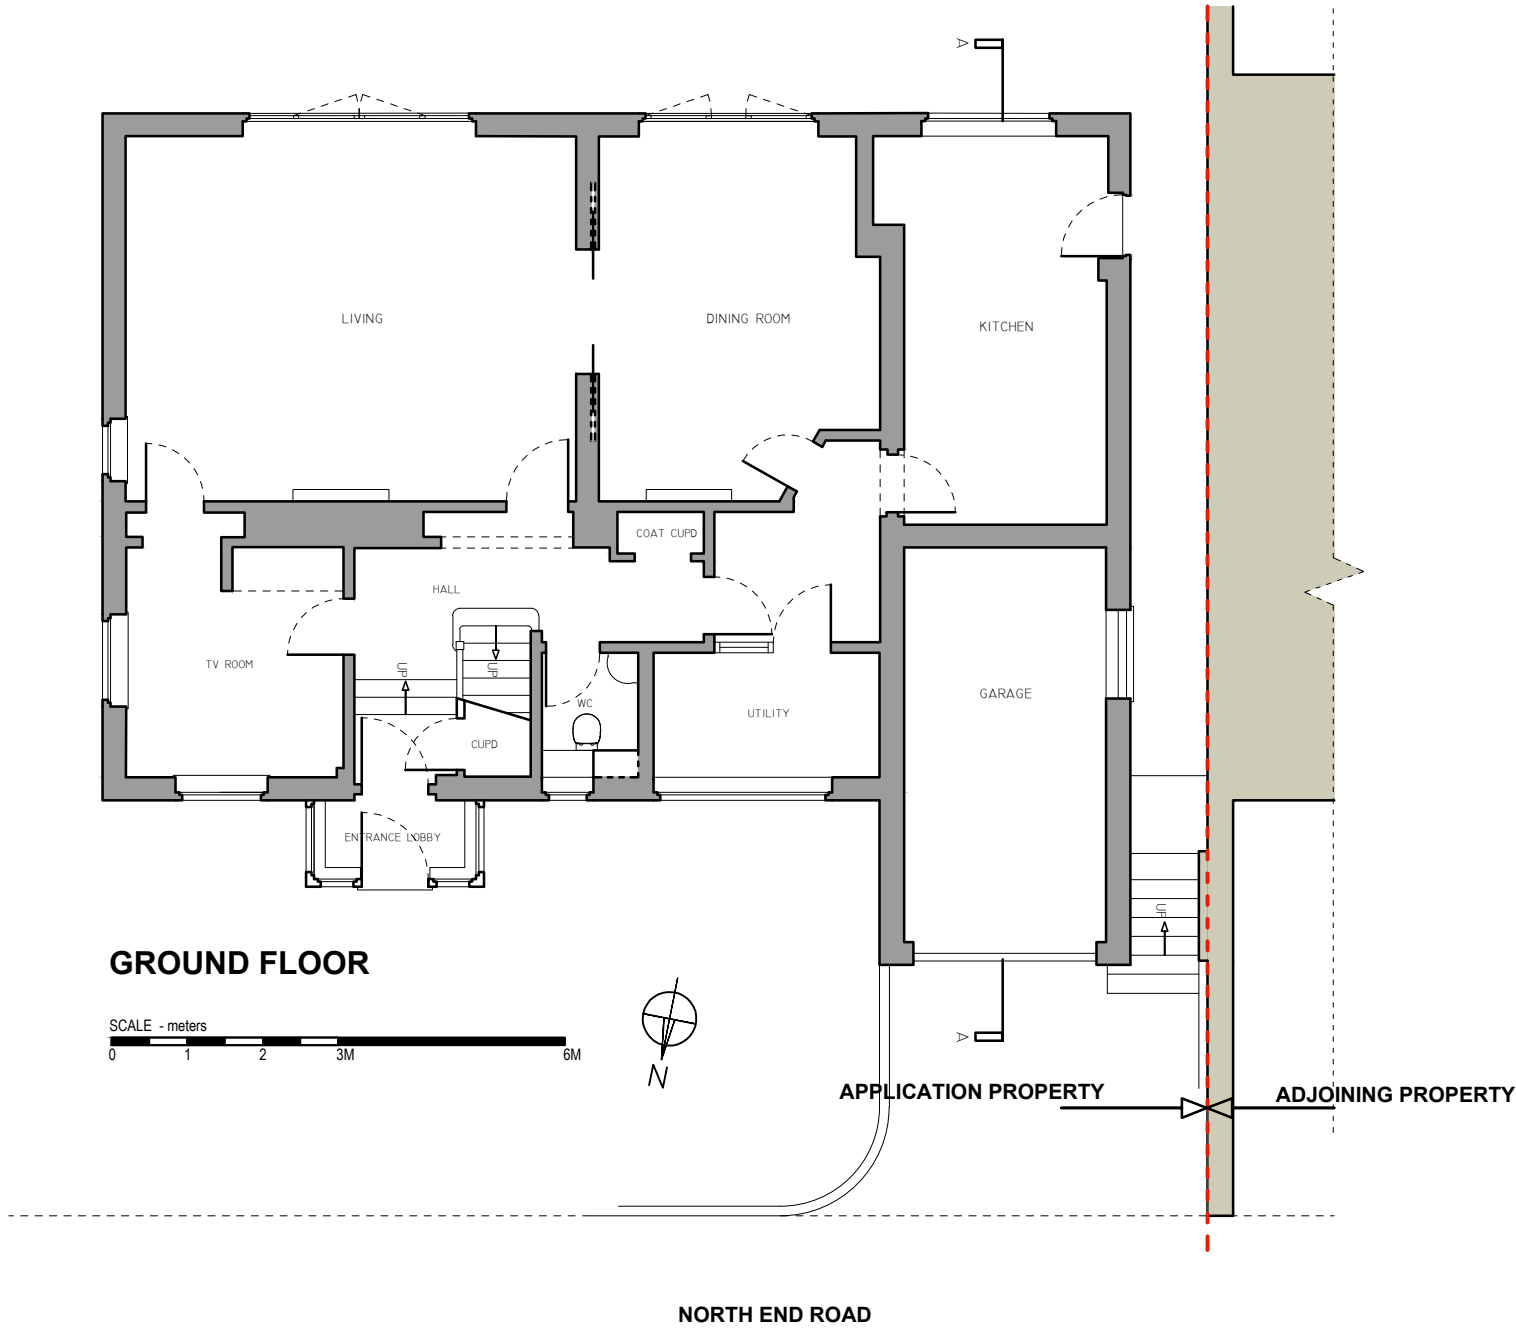 A
LIVING
DINING ROOM
KITCHEN
COAT CUPD
HALL
TV ROOM
UP
UP
WC
GARAGE
UTILITY
CUPD
ENTRANCE LOBBY
UP
GROUND FLOOR
SCALE - meters
0 1 2 3M 6M
N
A
APPLICATION PROPERTY
ADJOINING PROPERTY
NORTH END ROAD